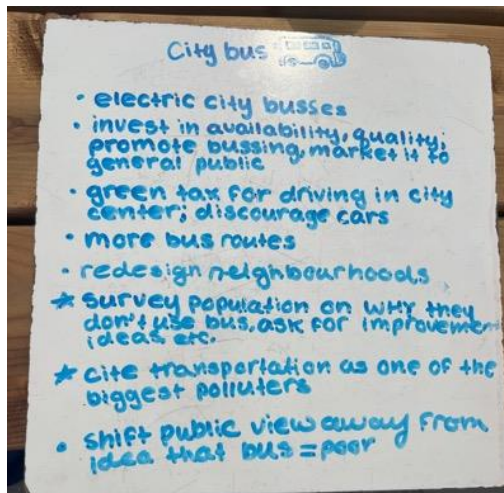 City bus
• electric city busses
• invest in availability, quality;
promote bussing, market it to
general public
• green tax for driving in city
center; discourage cars
• more bus routes
• redesign neighbourhoods
* survey population on WHY they
don't use bus, ask for improvemen
ideas etc.
* cite transportation as one of the
biggest polluters
• shift public view away from
idea that bus = poor